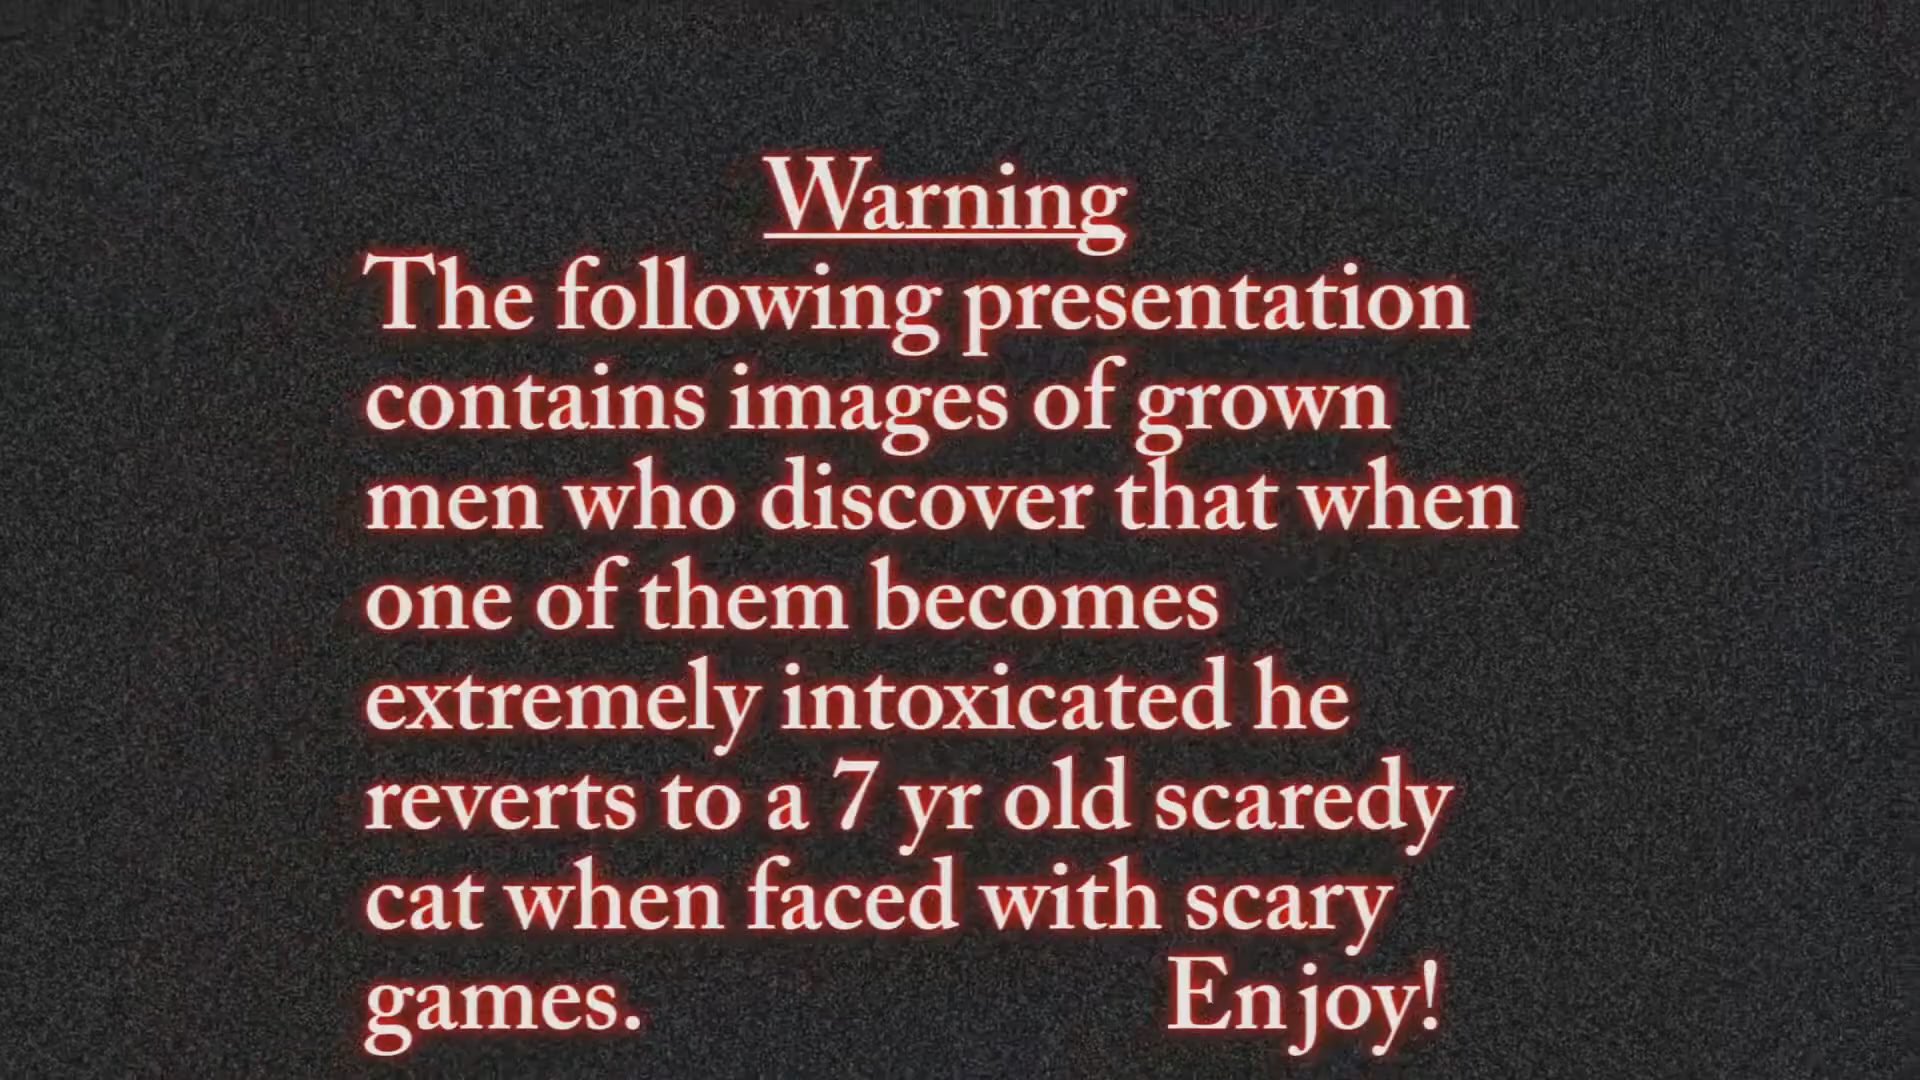 Warning
The following presentation
contains images of grown
men who discover that when
one of them becomes
extremely intoxicated he
reverts to a 7 yr old scaredy
cat when faced with scary
games. Enjoy!